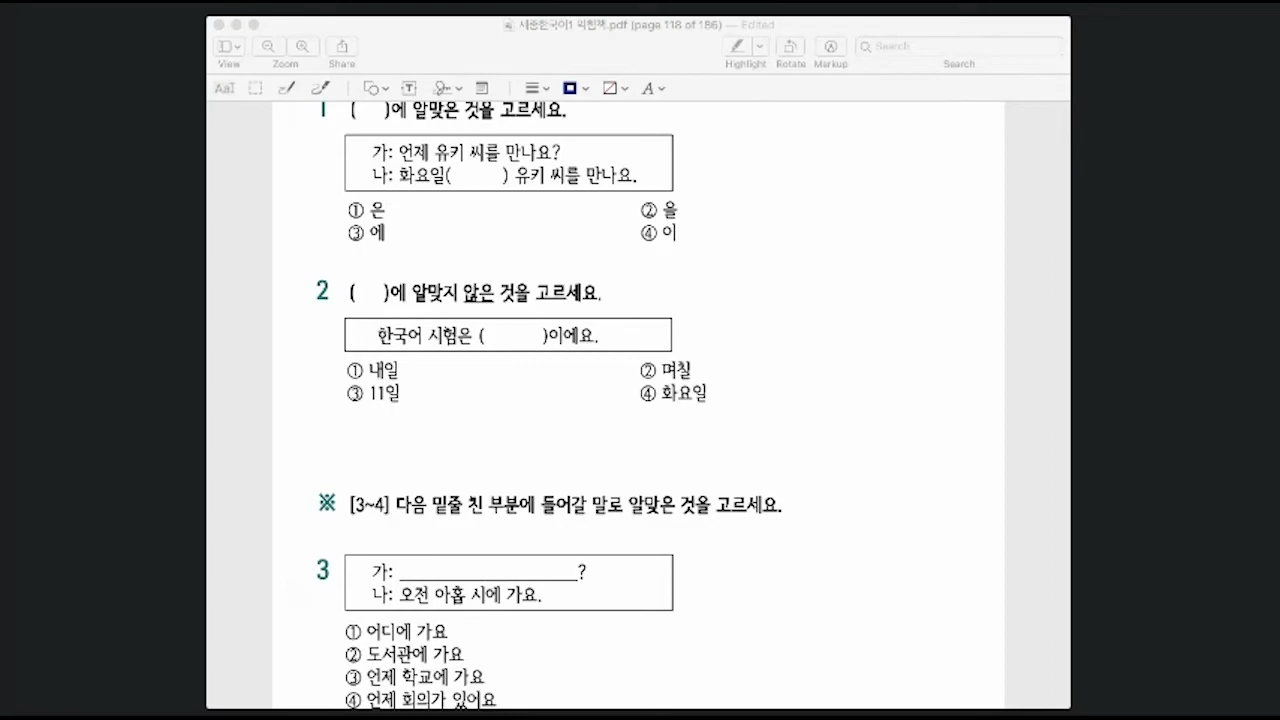 세종한국어1 익힘책.pdf (page 118 of 186) — Edited
View
Zoom
Share
Highlight
Rotate
Markup
Search
Search
AaI
T
A
1 ( )에 알맞은 것을 고르세요.
가: 언제 유키 씨를 만나요?
나: 화요일( ) 유키 씨를 만나요.
① 은 ② 을
③ 에 ④ 이
2 ( )에 알맞지 않은 것을 고르세요.
한국어 시험은 ( )이에요.
① 내일 ② 며칠
③ 11일 ④ 화요일
※ [3~4] 다음 밑줄 친 부분에 들어갈 말로 알맞은 것을 고르세요.
3 가: ____________________?
나: 오전 아홉 시에 가요.
① 어디에 가요
② 도서관에 가요
③ 언제 학교에 가요
④ 언제 회의가 있어요